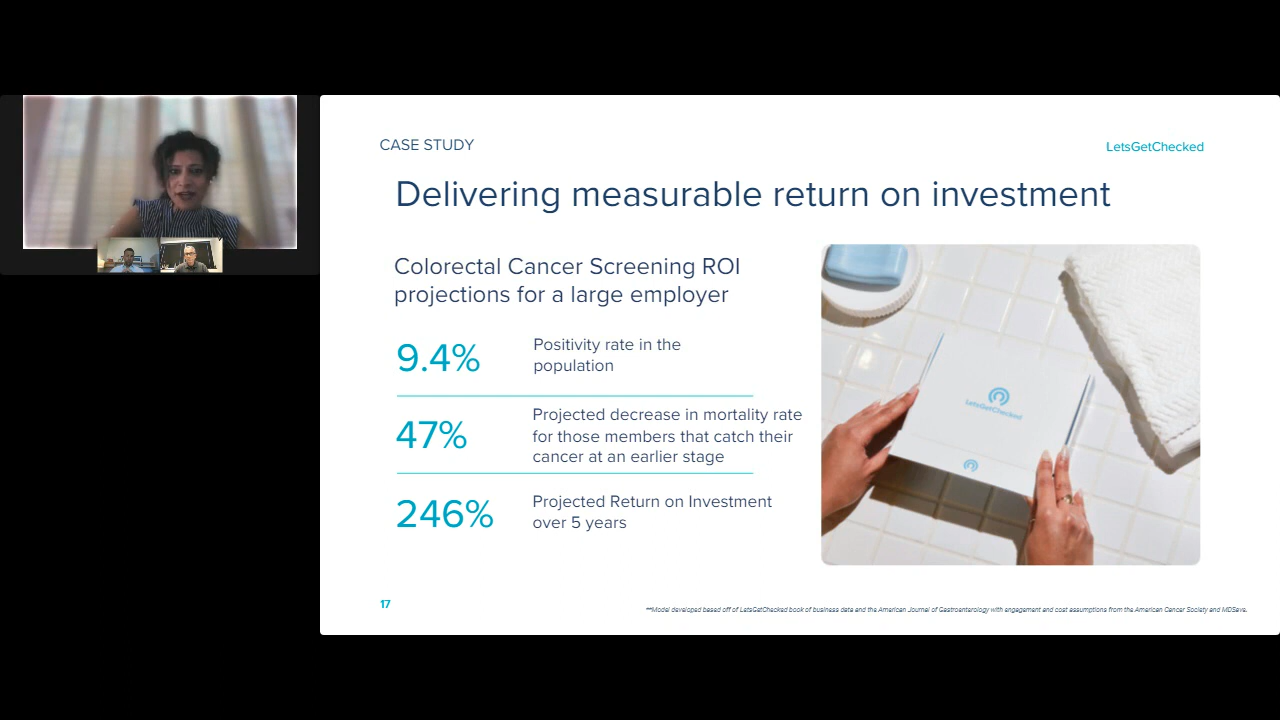 CASE STUDY
LetsGetChecked
Delivering measurable return on investment
Colorectal Cancer Screening ROI
projections for a large employer
9.4%
Positivity rate in the
population
47%
Projected decrease in mortality rate
for those members that catch their
cancer at an earlier stage
246%
Projected Return on Investment
over 5 years
LetsGetChecked
17
**Model developed based off of LetsGetChecked book of business data and the American Journal of Gastroenterology with engagement and cost assumptions from the American Cancer Society and MDSave.